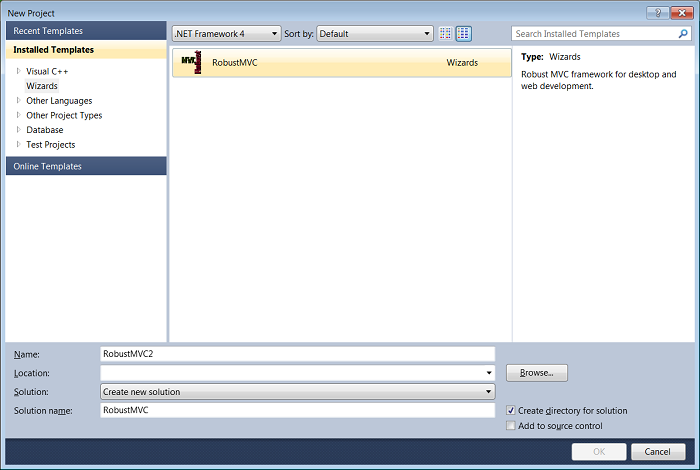 New Project
Recent Templates
Installed Templates
Visual C++
Wizards
Other Languages
Other Project Types
Database
Test Projects
Online Templates
.NET Framework 4
Sort by:
Default
Search Installed Templates
MVC
Robust
RobustMVC
Wizards
Type: Wizards
Robust MVC framework for desktop and
web development.
Name:
RobustMVC2
Location:
Browse...
Solution:
Create new solution
Solution name:
RobustMVC
Create directory for solution
Add to source control
OK
Cancel